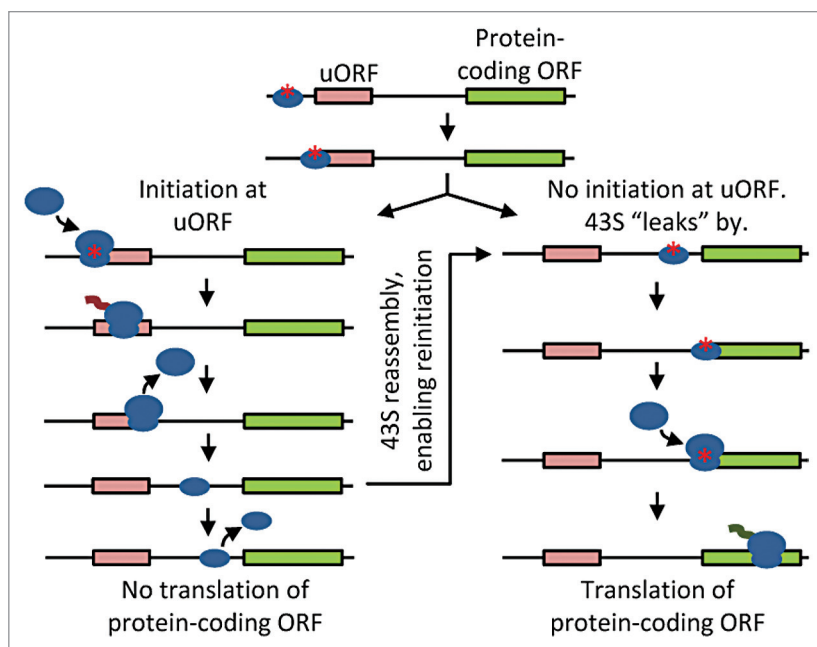 Protein-
uORF coding ORF
Initiation at
uORF
No initiation at uORF.
43S “leaks” by.
43S reassembly,
enabling reinitiation
No translation of
protein-coding ORF
Translation of
protein-coding ORF